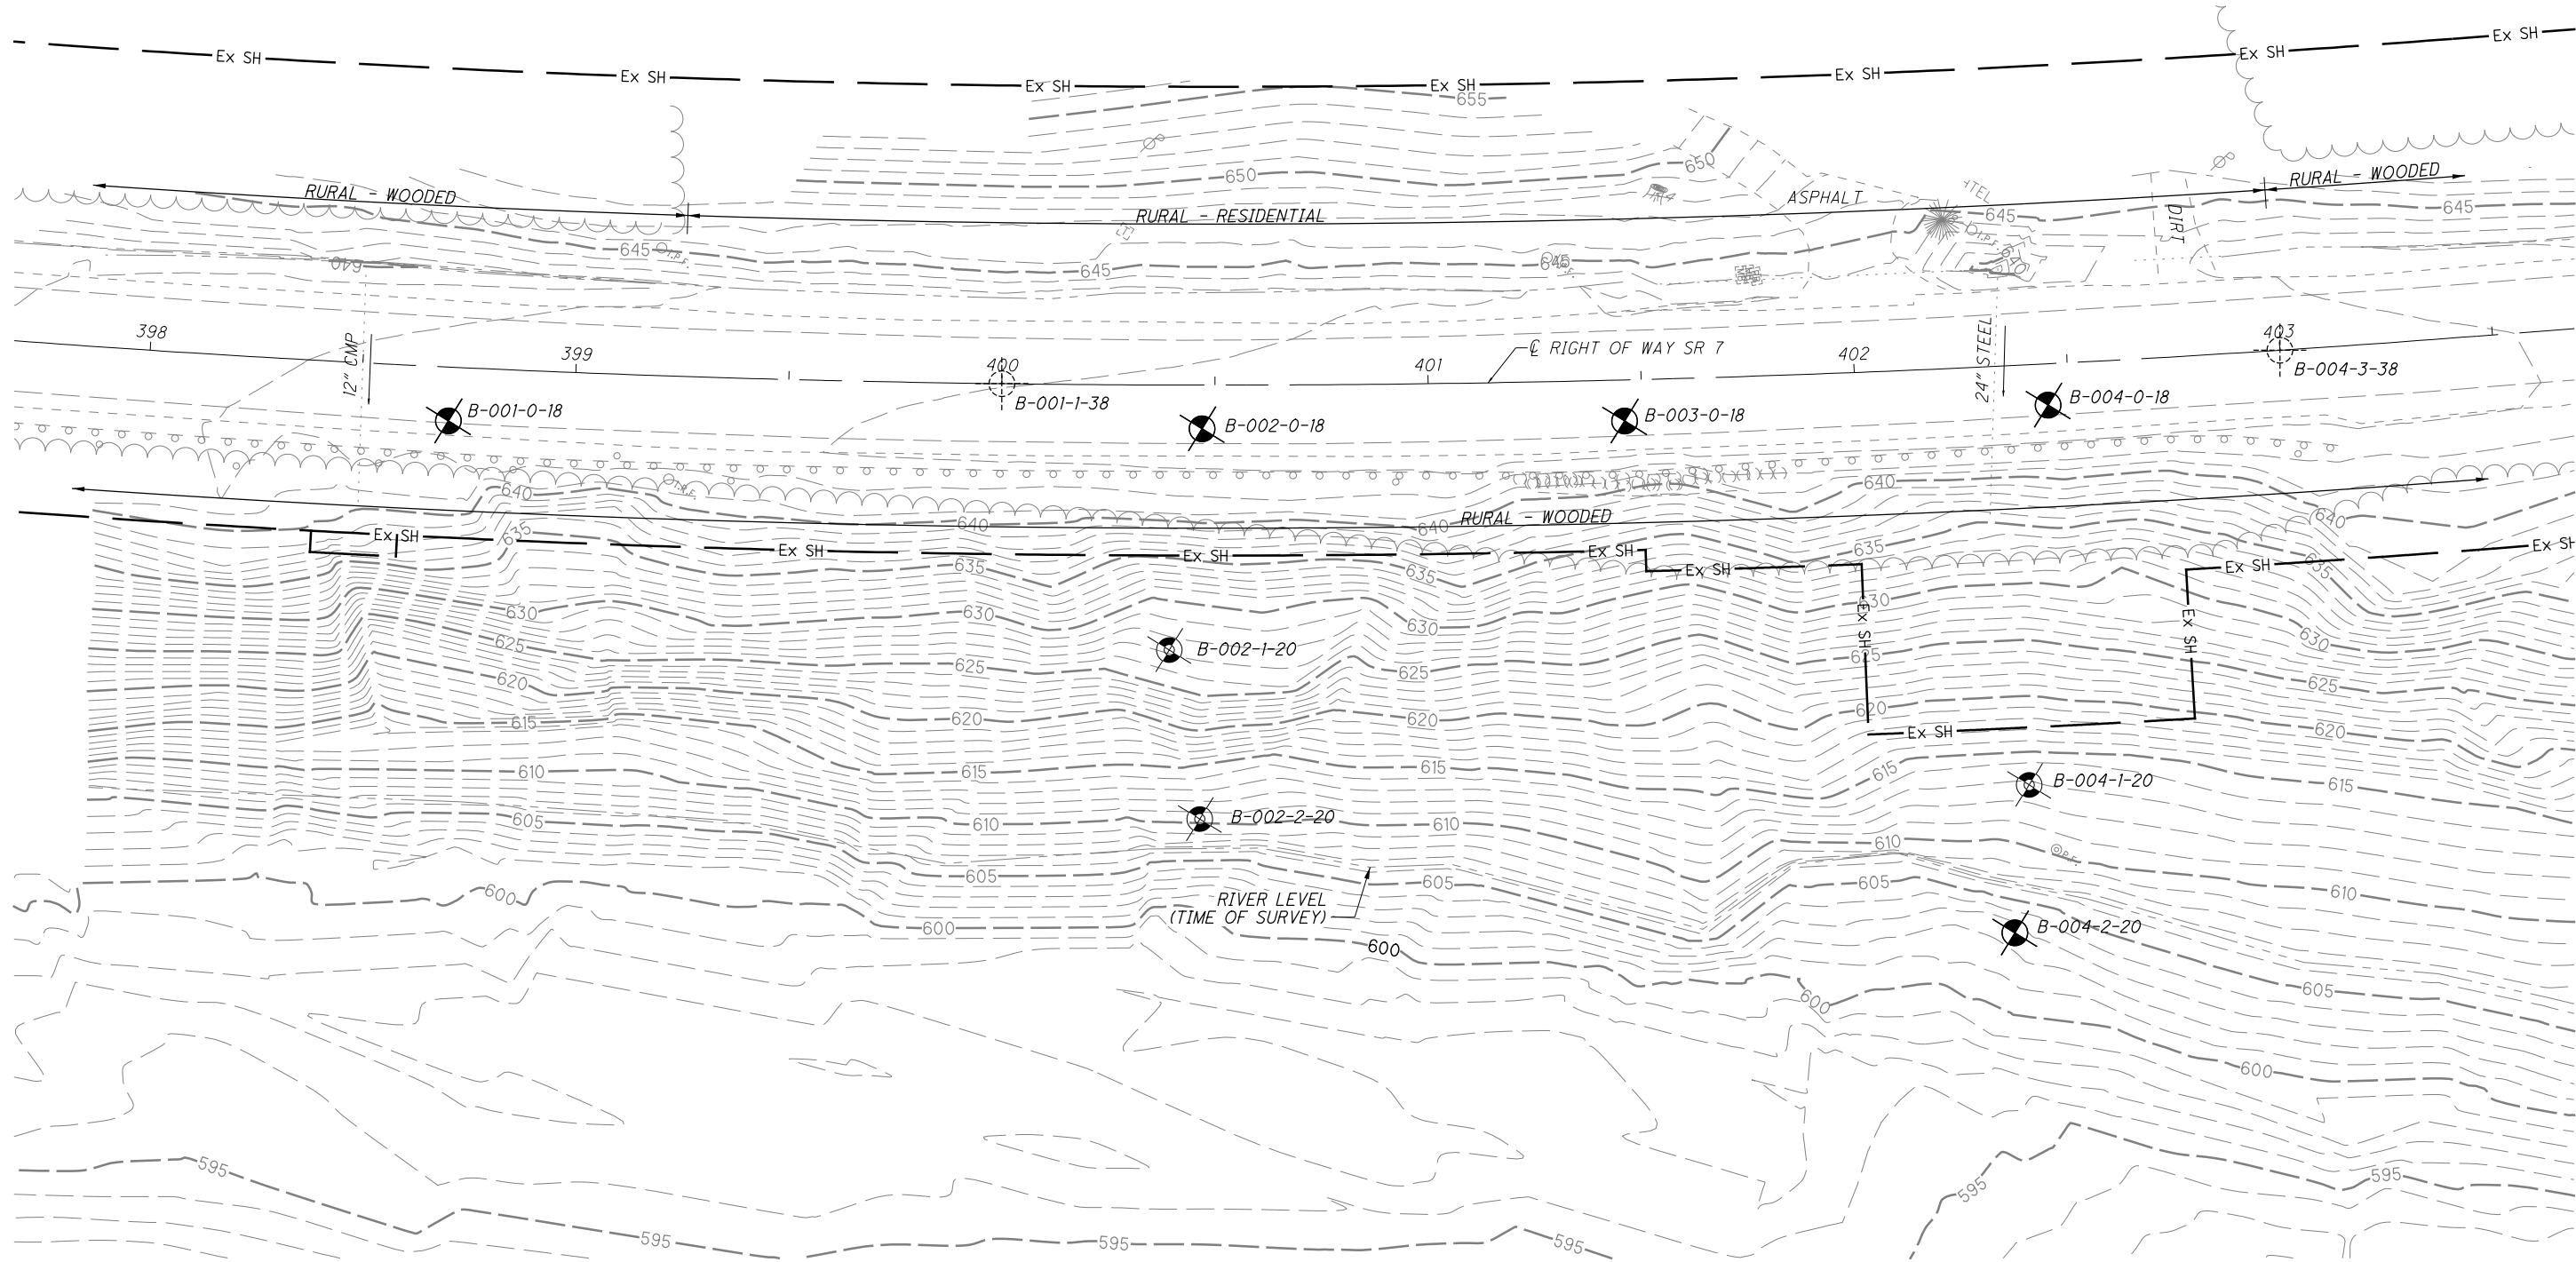 Ex SH
Ex SH
Ex SH
Ex SH
Ex SH
Ex SH
Ex SH
655
650
650
RURAL - WOODED
RURAL - RESIDENTIAL
ASPHALT
TEL
RURAL - WOODED
645
645
DIRT
645
I.P.F.
640
645
645
I.P.F.
640
398
399
400
401
402
403
℄ RIGHT OF WAY SR 7
12" CMP
24" STEEL
B-001-0-18
B-001-1-38
B-002-0-18
B-003-0-18
B-004-0-18
B-004-3-38
I.P.F.
640
640
640
640
640
RURAL - WOODED
635
635
635
635
635
Ex SH
Ex SH
Ex SH
Ex SH
Ex SH
Ex SH
Ex SH
Ex SH
Ex SH
630
630
630
630
630
B-002-1-20
625
625
625
625
625
620
620
620
620
620
Ex SH
615
615
615
615
615
B-004-1-20
610
610
610
610
610
B-002-2-20
605
605
605
605
605
RIVER LEVEL
(TIME OF SURVEY)
B-004-2-20
600
600
600
600
600
595
595
595
595
595
595